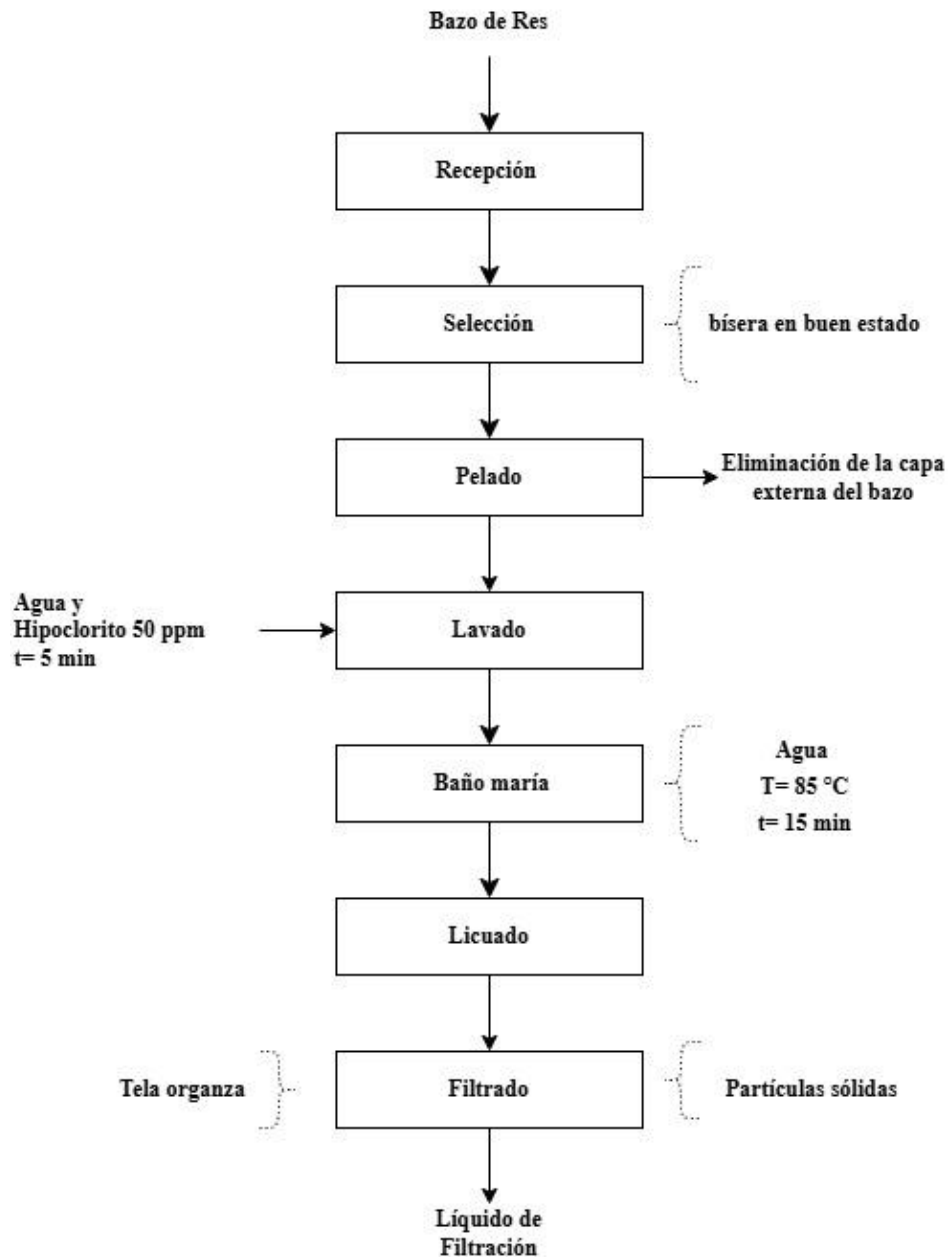 Bazo de Res
Recepción
Selección
bísera en buen estado
Pelado
Eliminación de la capa
externa del bazo
Agua y
Hipoclorito 50 ppm
t= 5 min
Lavado
Baño maría
Agua
T= 85 °C
t= 15 min
Licuado
Tela organza
Filtrado
Partículas sólidas
Líquido de
Filtración